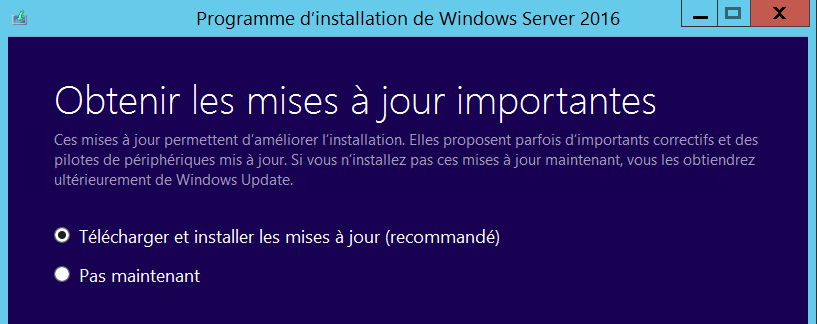 Programme d'installation de Windows Server 2016
Obtenir les mises à jour importantes
Ces mises à jour permettent d'améliorer l'installation. Elles proposent parfois d'importants correctifs et des
pilotes de périphériques mis à jour. Si vous n'installez pas ces mises à jour maintenant, vous les obtiendrez
ultérieurement de Windows Update.
Télécharger et installer les mises à jour (recommandé)
Pas maintenant